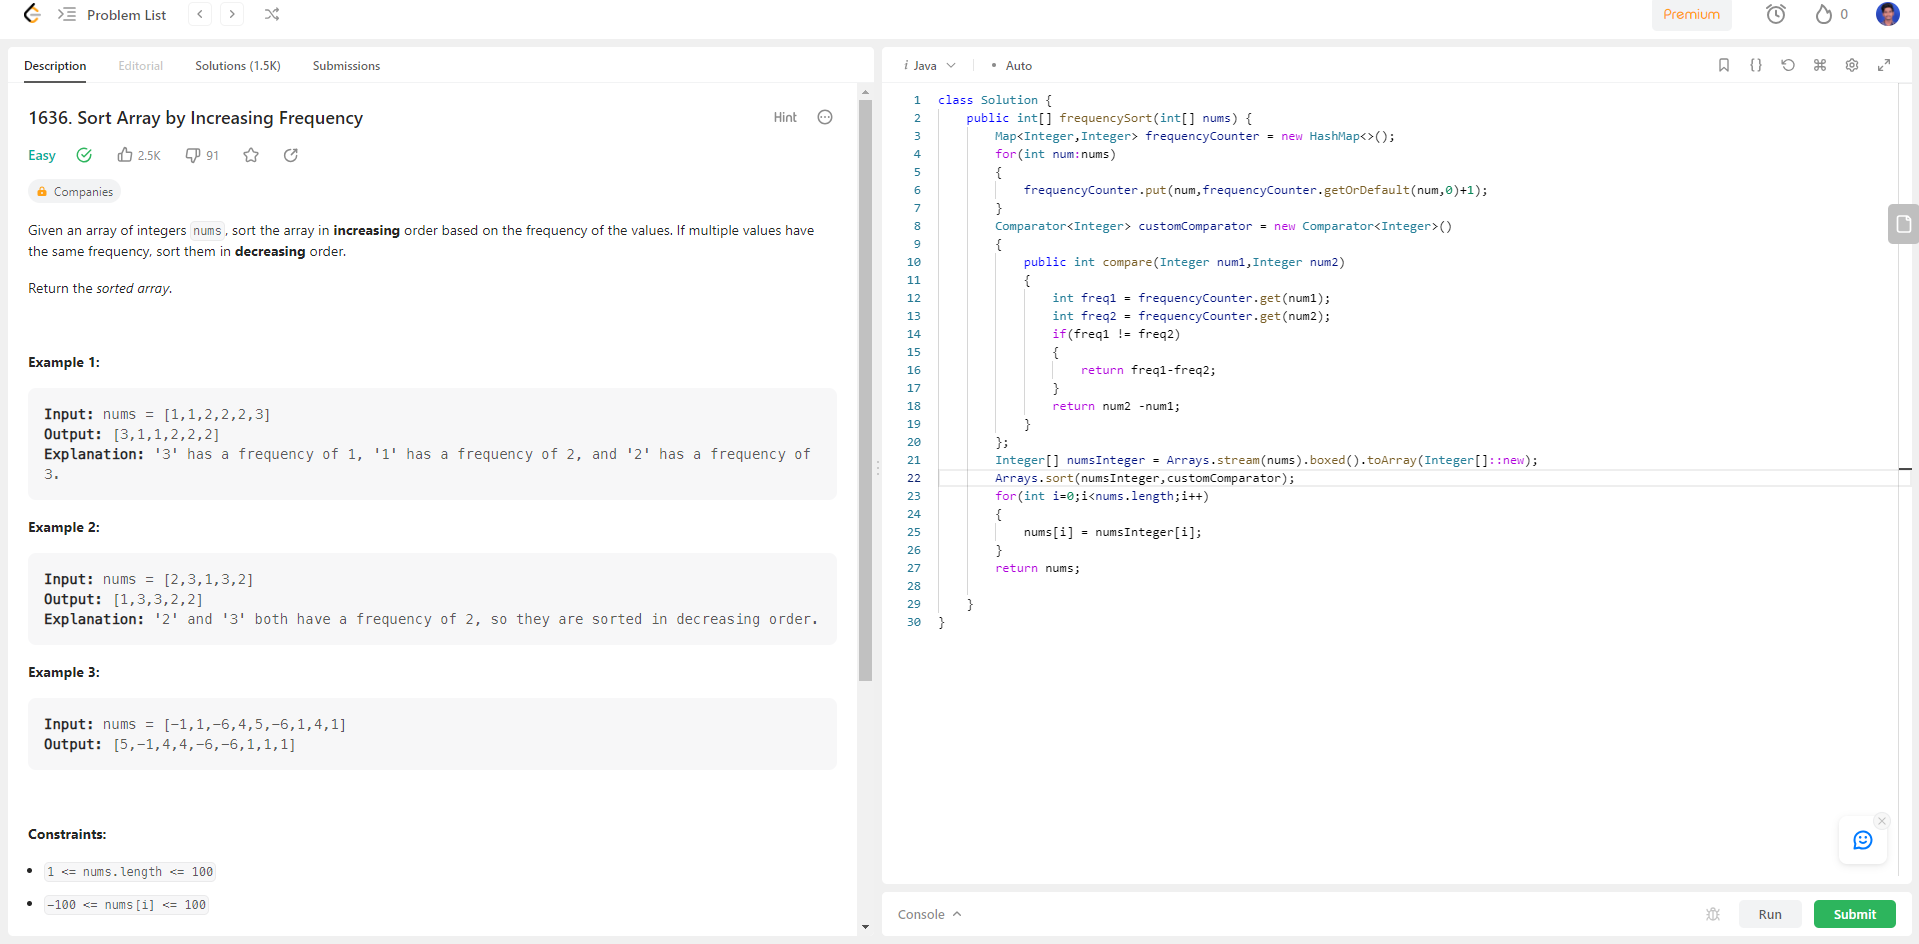 Problem List
Premium
0
Description Editorial Solutions (1.5K) Submissions
1636. Sort Array by Increasing Frequency
Hint
Easy 2.5K 91
Companies
Given an array of integers nums, sort the array in increasing order based on the frequency of the values. If multiple values have
the same frequency, sort them in decreasing order.
Return the sorted array.
Example 1:
Input: nums = [1,1,2,2,2,3]
Output: [3,1,1,2,2,2]
Explanation: '3' has a frequency of 1, '1' has a frequency of 2, and '2' has a frequency of
3.
Example 2:
Input: nums = [2,3,1,3,2]
Output: [1,3,3,2,2]
Explanation: '2' and '3' both have a frequency of 2, so they are sorted in decreasing order.
Example 3:
Input: nums = [-1,1,-6,4,5,-6,1,4,1]
Output: [5,-1,4,4,-6,-6,1,1,1]
Constraints:
• 1 <= nums.length <= 100
• -100 <= nums[i] <= 100
i Java • Auto
1 class Solution {
2 public int[] frequencySort(int[] nums) {
3 Map<Integer,Integer> frequencyCounter = new HashMap<>();
4 for(int num:nums)
5 {
6 frequencyCounter.put(num,frequencyCounter.getOrDefault(num,0)+1);
7 }
8 Comparator<Integer> customComparator = new Comparator<Integer>()
9 {
10 public int compare(Integer num1,Integer num2)
11 {
12 int freq1 = frequencyCounter.get(num1);
13 int freq2 = frequencyCounter.get(num2);
14 if(freq1 != freq2)
15 {
16 return freq1-freq2;
17 }
18 return num2 -num1;
19 }
20 };
21 Integer[] numsInteger = Arrays.stream(nums).boxed().toArray(Integer[]::new);
22 Arrays.sort(numsInteger,customComparator);
23 for(int i=0;i<nums.length;i++)
24 {
25 nums[i] = numsInteger[i];
26 }
27 return nums;
28
29 }
30 }
Console
Run
Submit